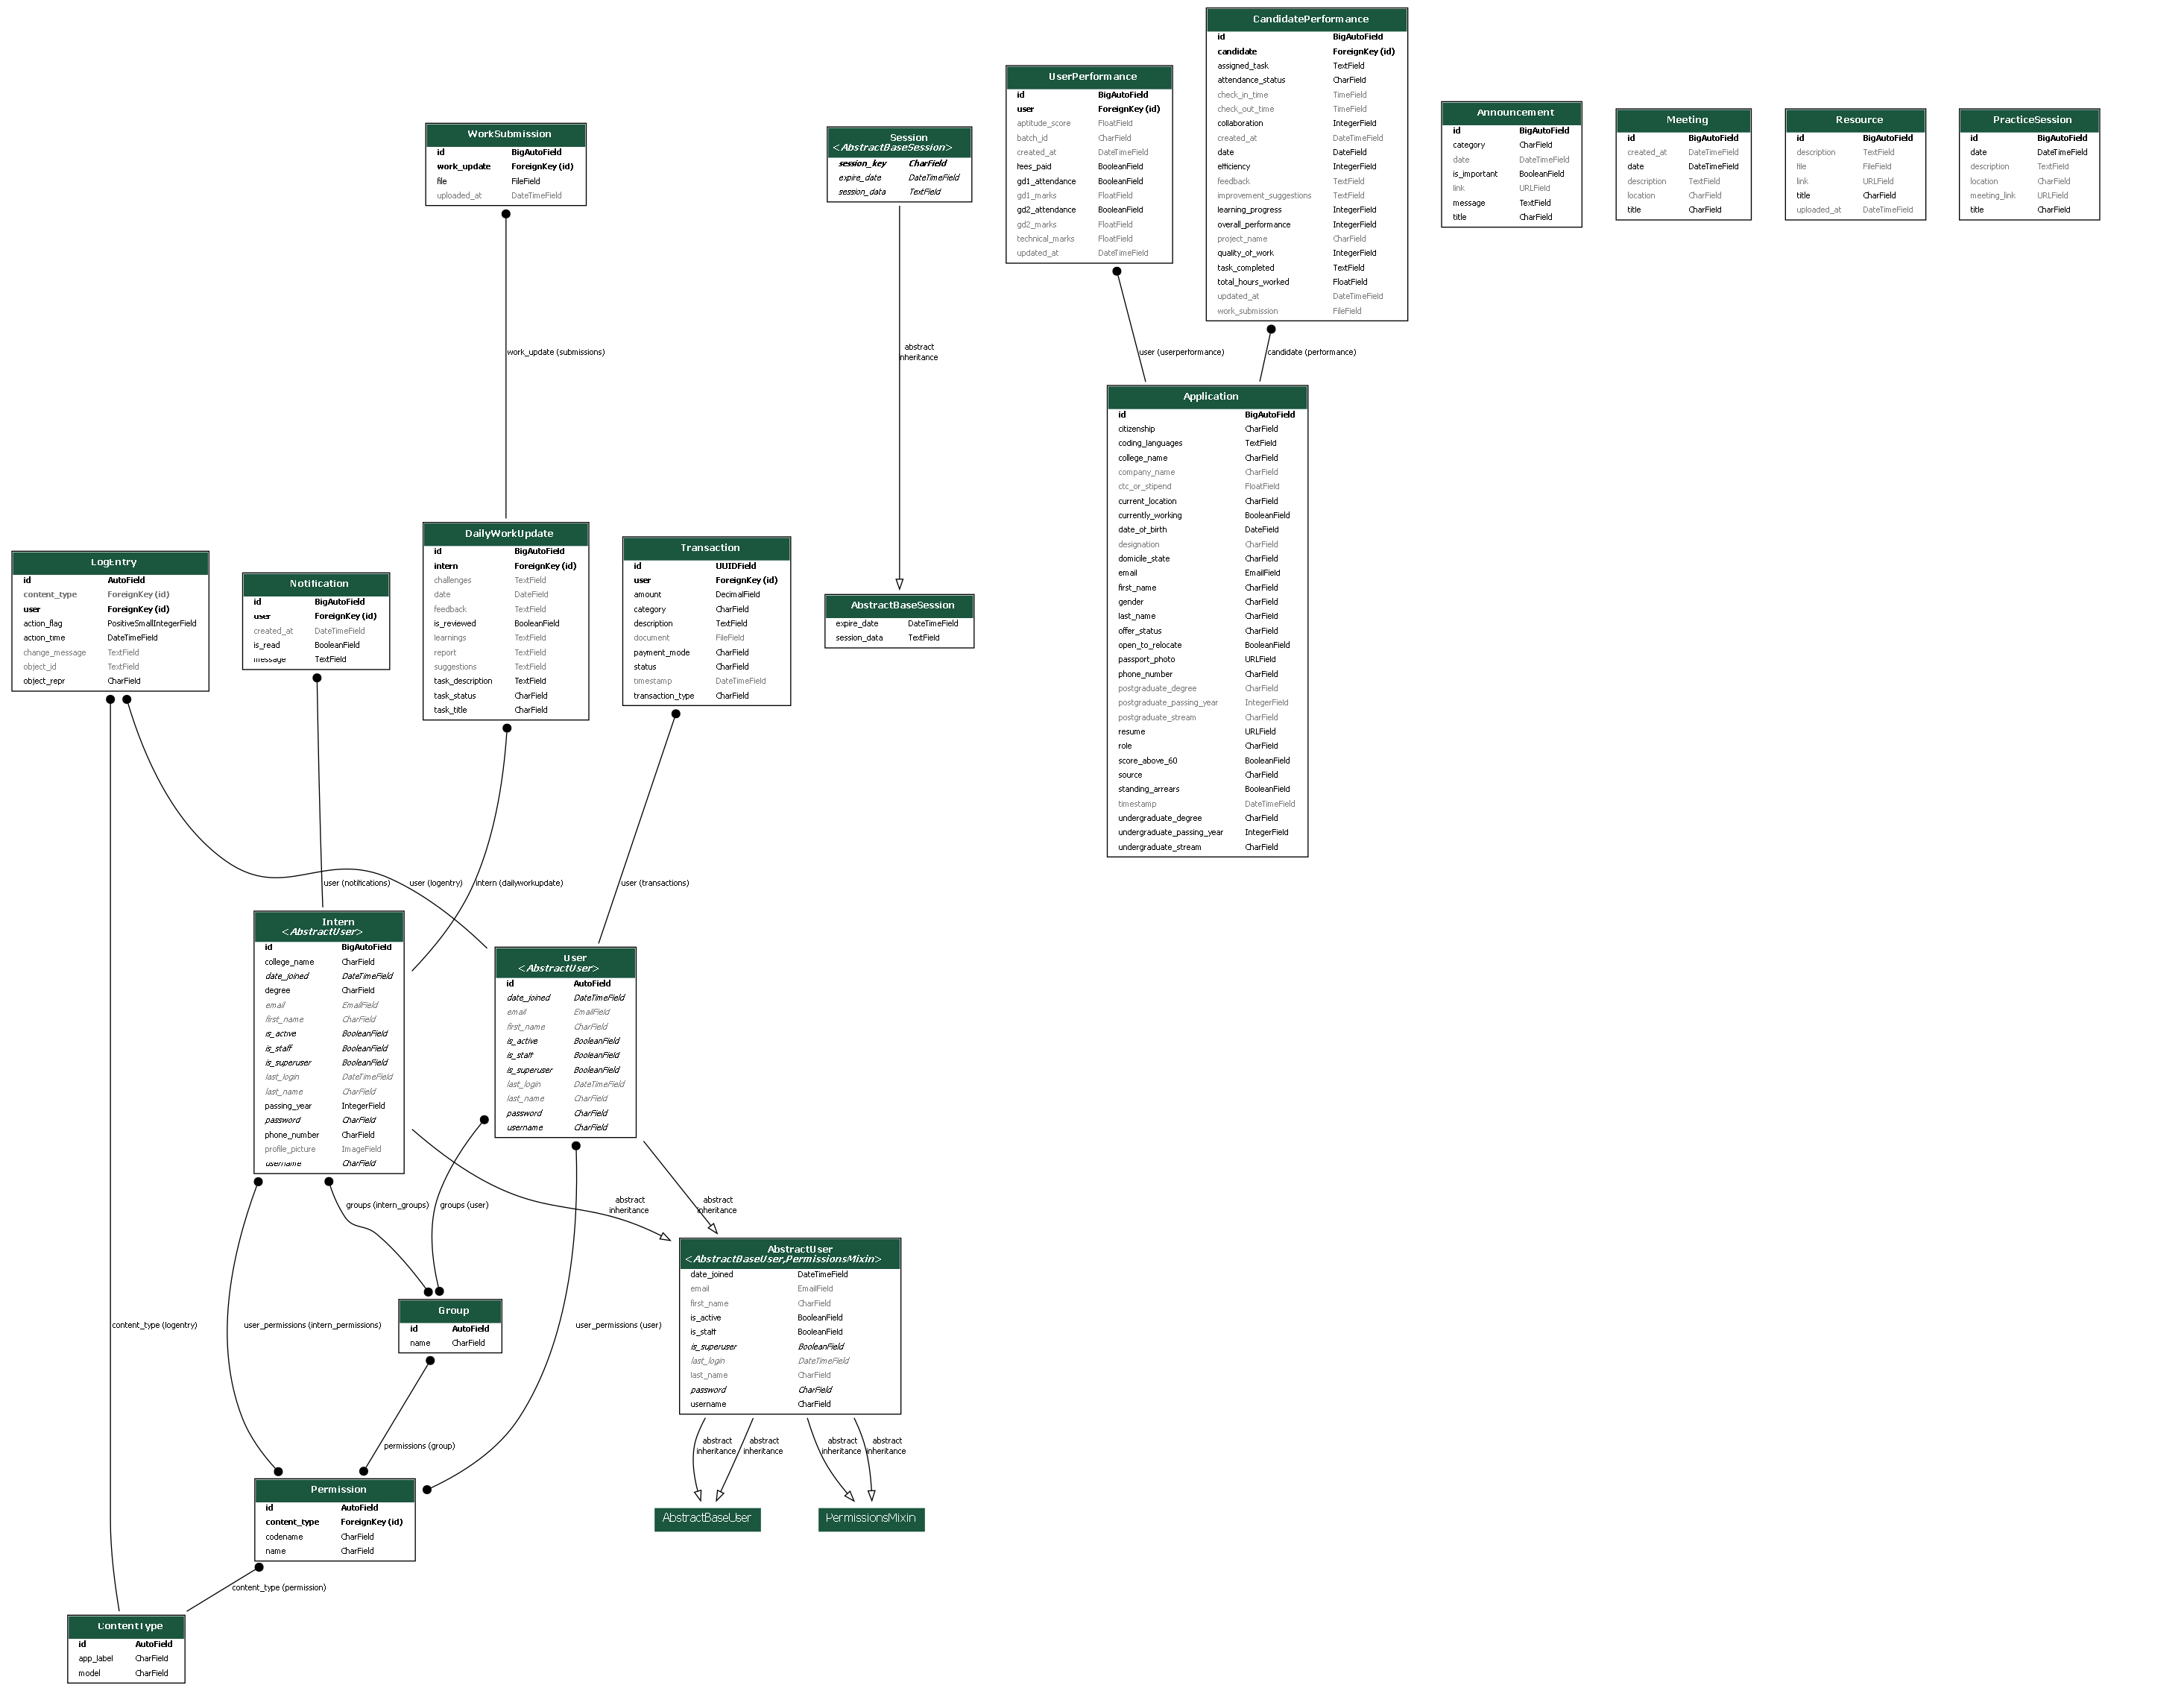 CandidatePerformance
id BigAutoField
candidate ForeignKey (id)
assigned_task TextField
attendance_status CharField
check_in_time TimeField
check_out_time TimeField
collaboration IntegerField
created_at DateTimeField
date DateField
efficiency IntegerField
feedback TextField
improvement_suggestions TextField
learning_progress IntegerField
overall_performance IntegerField
project_name CharField
quality_of_work IntegerField
task_completed TextField
total_hours_worked FloatField
updated_at DateTimeField
work_submission FileField
UserPerformance
id BigAutoField
user ForeignKey (id)
aptitude_score FloatField
batch_id CharField
created_at DateTimeField
fees_paid BooleanField
gd1_attendance BooleanField
gd1_marks FloatField
gd2_attendance BooleanField
gd2_marks FloatField
technical_marks FloatField
updated_at DateTimeField
Announcement
id BigAutoField
category CharField
date DateTimeField
is_important BooleanField
link URLField
message TextField
title CharField
Meeting
id BigAutoField
created_at DateTimeField
date DateTimeField
description TextField
location CharField
title CharField
Resource
id BigAutoField
description TextField
file FileField
link URLField
title CharField
uploaded_at DateTimeField
PracticeSession
id BigAutoField
date DateTimeField
description TextField
location CharField
meeting_link URLField
title CharField
WorkSubmission
id BigAutoField
work_update ForeignKey (id)
file FileField
uploaded_at DateTimeField
Session
<AbstractBaseSession>
session_key CharField
expire_date DateTimeField
session_data TextField
work_update (submissions)
abstract
inheritance
user (userperformance)
candidate (performance)
Application
id BigAutoField
citizenship CharField
coding_languages TextField
college_name CharField
company_name CharField
ctc_or_stipend FloatField
current_location CharField
currently_working BooleanField
date_of_birth DateField
designation CharField
domicile_state CharField
email EmailField
first_name CharField
gender CharField
last_name CharField
offer_status CharField
open_to_relocate BooleanField
passport_photo URLField
phone_number CharField
postgraduate_degree CharField
postgraduate_passing_year IntegerField
postgraduate_stream CharField
resume URLField
role CharField
score_above_60 BooleanField
source CharField
standing_arrears BooleanField
timestamp DateTimeField
undergraduate_degree CharField
undergraduate_passing_year IntegerField
undergraduate_stream CharField
LogEntry
id AutoField
content_type ForeignKey (id)
user ForeignKey (id)
action_flag PositiveSmallIntegerField
action_time DateTimeField
change_message TextField
object_id TextField
object_repr CharField
Notification
id BigAutoField
user ForeignKey (id)
created_at DateTimeField
is_read BooleanField
message TextField
DailyWorkUpdate
id BigAutoField
intern ForeignKey (id)
challenges TextField
date DateField
feedback TextField
is_reviewed BooleanField
learnings TextField
report TextField
suggestions TextField
task_description TextField
task_status CharField
task_title CharField
Transaction
id UUIDField
user ForeignKey (id)
amount DecimalField
category CharField
description TextField
document FileField
payment_mode CharField
status CharField
timestamp DateTimeField
transaction_type CharField
AbstractBaseSession
expire_date DateTimeField
session_data TextField
user (notifications)
user (logentry)
intern (dailyworkupdate)
user (transactions)
Intern
<AbstractUser>
id BigAutoField
college_name CharField
date_joined DateTimeField
degree CharField
email EmailField
first_name CharField
is_active BooleanField
is_staff BooleanField
is_superuser BooleanField
last_login DateTimeField
last_name CharField
passing_year IntegerField
password CharField
phone_number CharField
profile_picture ImageField
username CharField
User
<AbstractUser>
id AutoField
date_joined DateTimeField
email EmailField
first_name CharField
is_active BooleanField
is_staff BooleanField
is_superuser BooleanField
last_login DateTimeField
last_name CharField
password CharField
username CharField
groups (intern_groups)
groups (user)
abstract
inheritance
abstract
inheritance
AbstractUser
<AbstractBaseUser,PermissionsMixin>
date_joined DateTimeField
email EmailField
first_name CharField
is_active BooleanField
is_staff BooleanField
is_superuser BooleanField
last_login DateTimeField
last_name CharField
password CharField
username CharField
Group
id AutoField
name CharField
content_type (logentry)
user_permissions (intern_permissions)
user_permissions (user)
permissions (group)
abstract
inheritance
abstract
inheritance
abstract
inheritance
abstract
inheritance
Permission
id AutoField
content_type ForeignKey (id)
codename CharField
name CharField
AbstractBaseUser
PermissionsMixin
content_type (permission)
ContentType
id AutoField
app_label CharField
model CharField